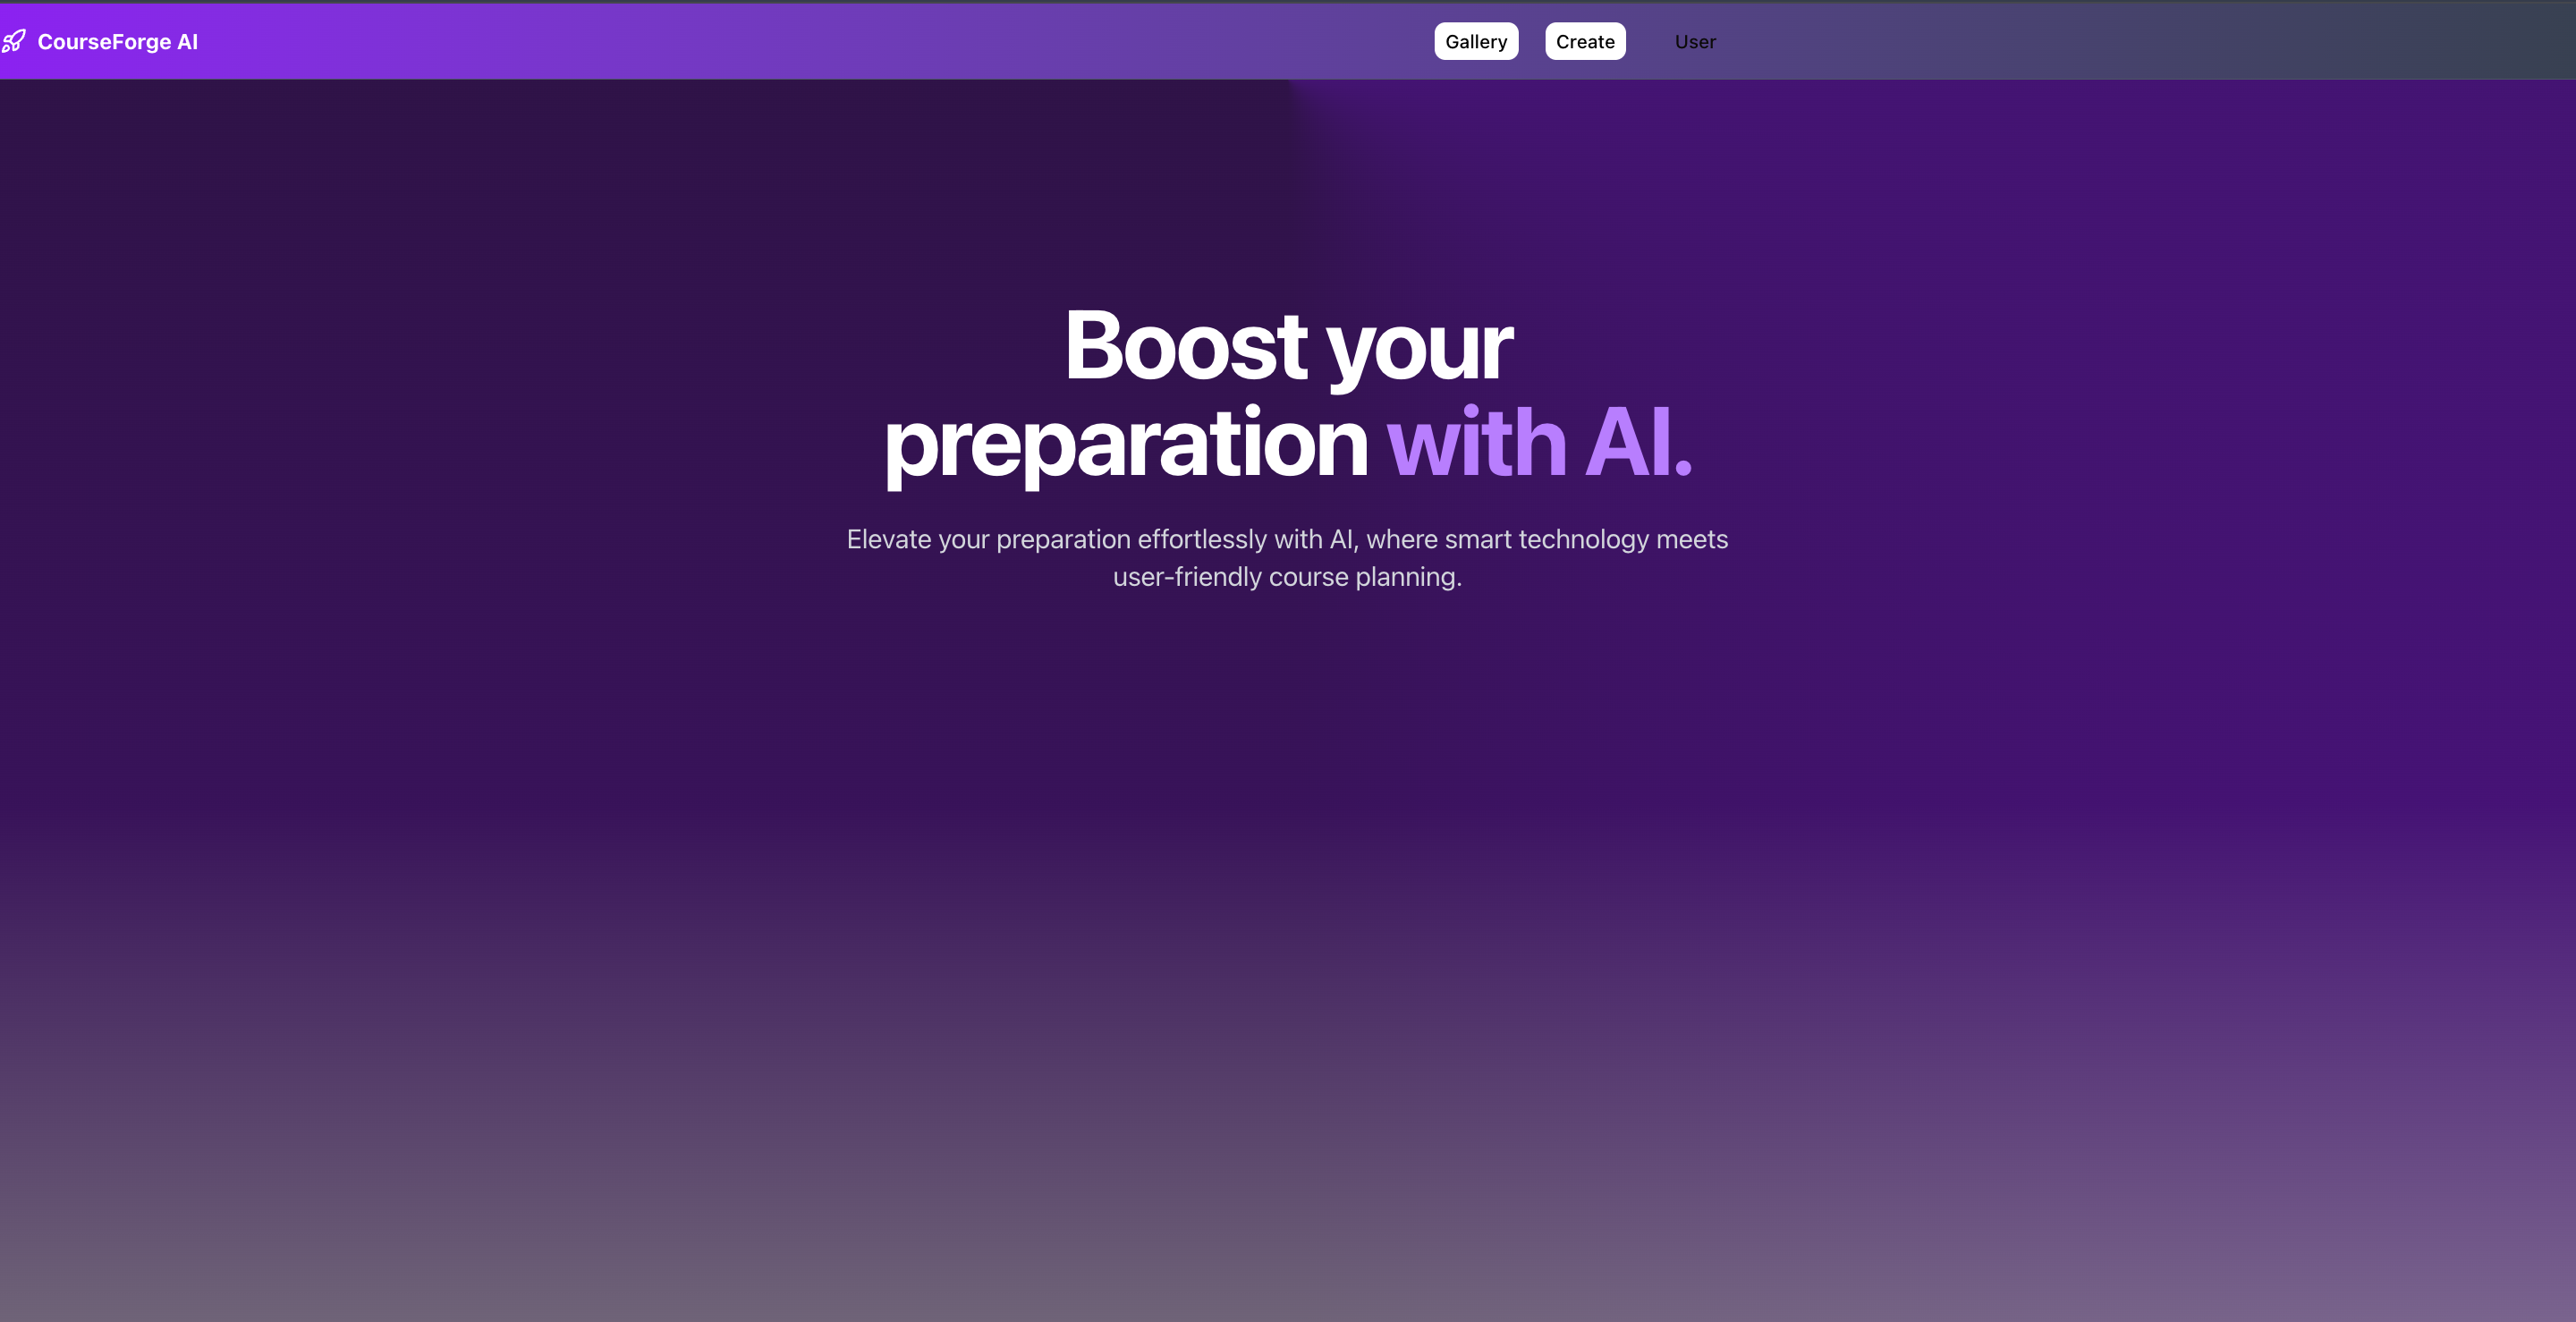 CourseForge AI
Gallery
Create
User
Boost your
preparation with AI.
Elevate your preparation effortlessly with AI, where smart technology meets
user-friendly course planning.